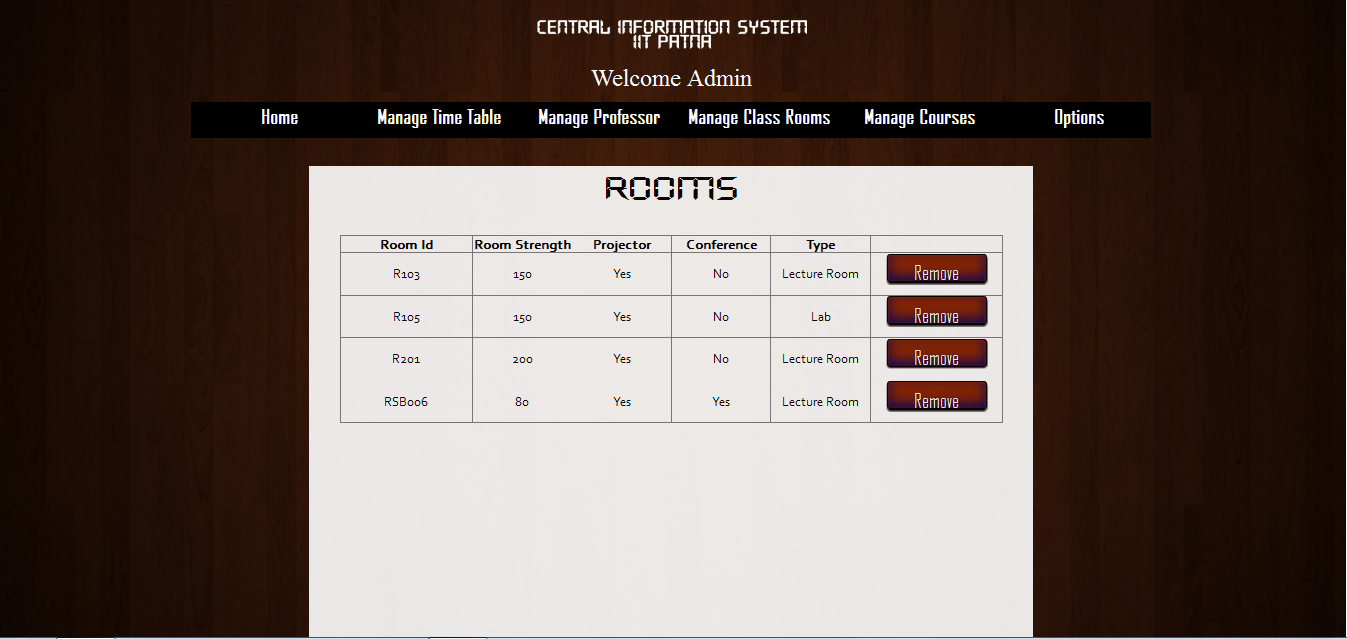 CENTRAL INFORMATION SYSTEM
IIT PATNA
Welcome Admin
Home Manage Time Table Manage Professor Manage Class Rooms Manage Courses Options
ROOMS
Room Id Room Strength Projector Conference Type
R103 150 Yes No Lecture Room Remove
R105 150 Yes No Lab Remove
R201 200 Yes No Lecture Room Remove
RSB006 80 Yes Yes Lecture Room Remove